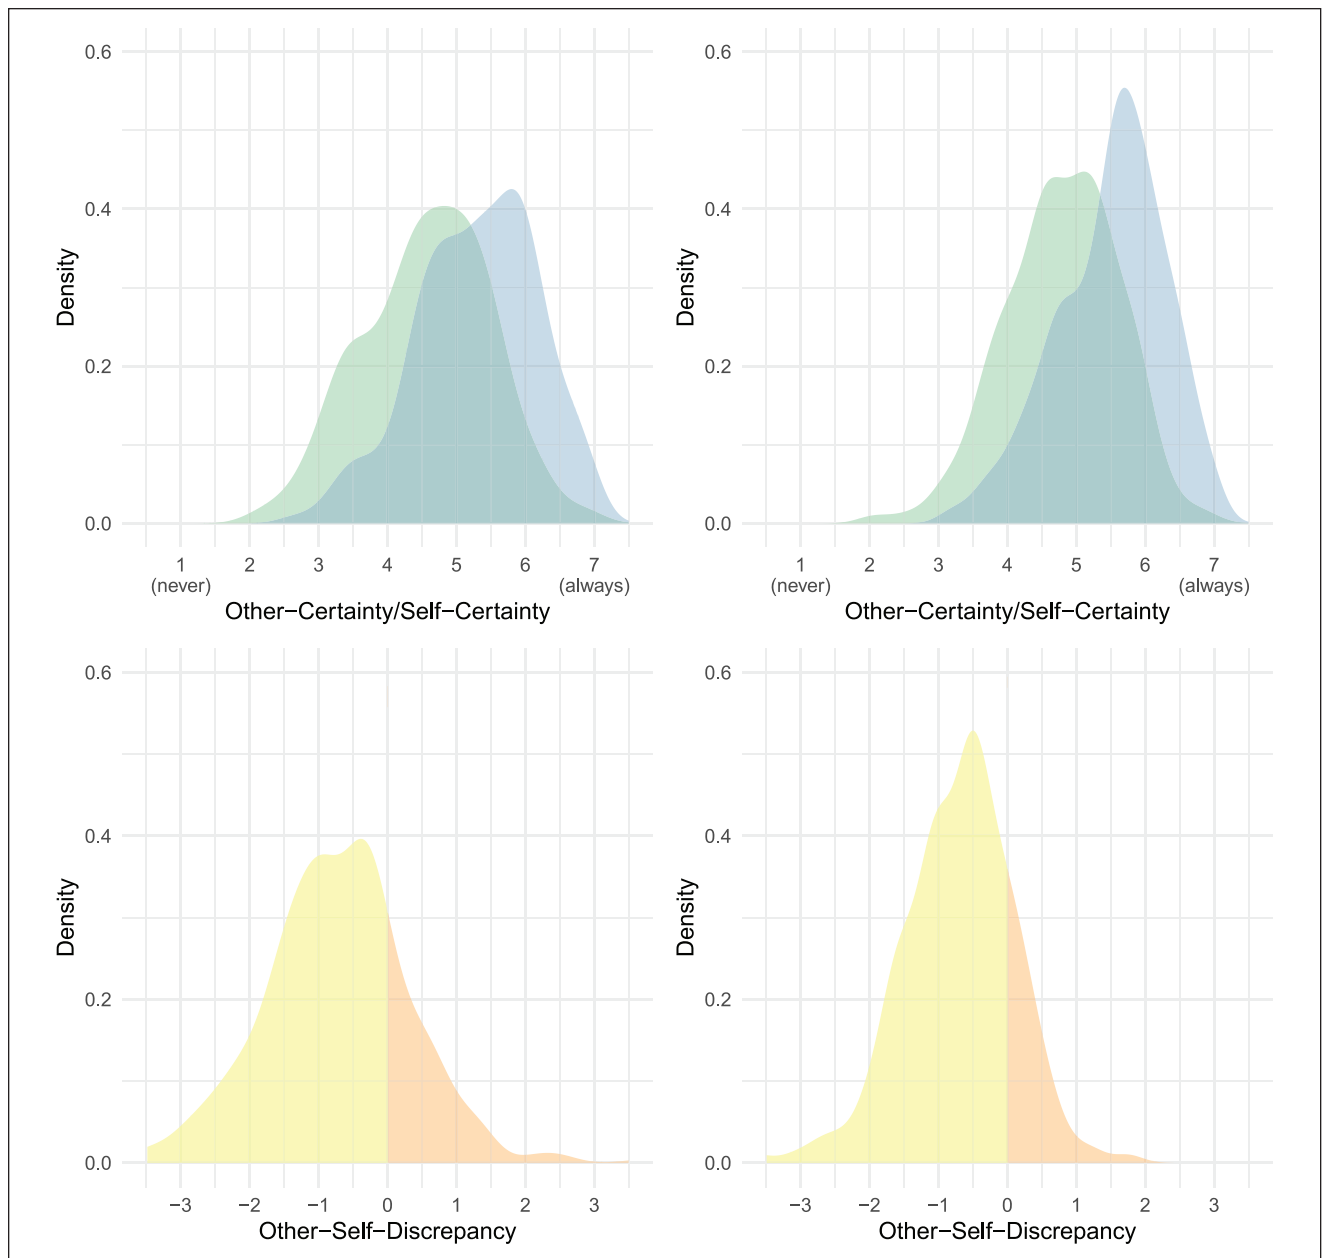 0.6
0.4
0.2
0.0
Density
1 2 3 4 5 6 7
(never) (always)
Other−Certainty/Self−Certainty
0.6
0.4
0.2
0.0
Density
1 2 3 4 5 6 7
(never) (always)
Other−Certainty/Self−Certainty
0.6
0.4
0.2
0.0
Density
−3 −2 −1 0 1 2 3
Other−Self−Discrepancy
0.6
0.4
0.2
0.0
Density
−3 −2 −1 0 1 2 3
Other−Self−Discrepancy